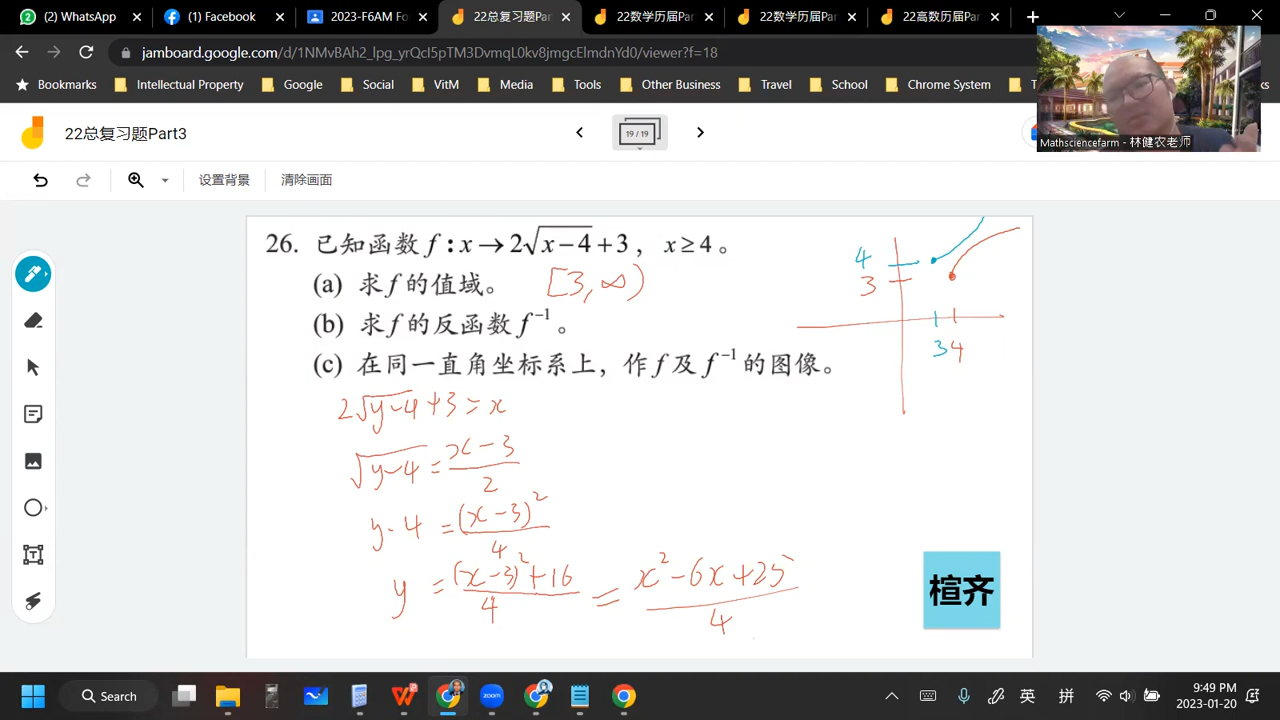 (1) WhatsApp
(1) Facebook
2023-F6AM Fo
22总复习题Part
22数学历届Par
22数学历届Par
22高数历届Par
jamboard.google.com/d/1NMvBAh2_lpg_yrOcI5pTM3DvmqL0kv8jmgcElmdnYd0/viewer?f=18
Bookmarks
Intellectual Property
Google
Social
VitM
Media
Tools
Other Business
Travel
School
Chrome System
Mathsciencefarm - 林健农老师
22总复习题Part3
19 / 19
设置背景
清除画面
26. 已知函数 f : x → 2√(x−4) + 3, x ≥ 4。
(a) 求 f 的值域。 [3, ∞)
(b) 求 f 的反函数 f⁻¹。
(c) 在同一直角坐标系上，作 f 及 f⁻¹ 的图像。
4
3
3 4
2√(y−4) + 3 = x
√(y−4) = (x−3)/2
y−4 = (x−3)²/4
y = ((x−3)²+16)/4 = (x²−6x+25)/4
楦齐
Search
zoom
英
拼
9:49 PM
2023-01-20